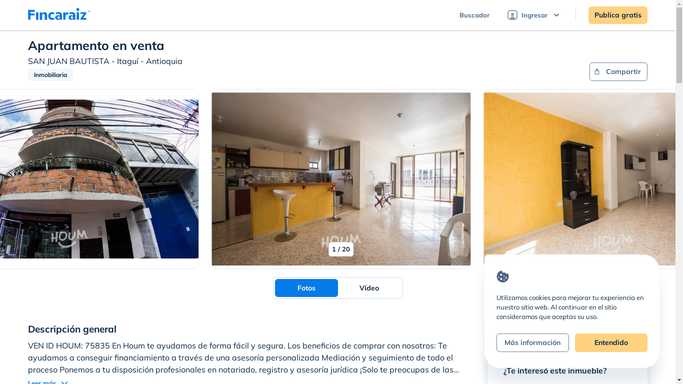 Fincaraiz
Buscador
Ingresar
Publica gratis
Apartamento en venta
SAN JUAN BAUTISTA - Itaguí - Antioquia
Inmobiliaria
Compartir
HOUM
HOUM
HOUM
1 / 20
Fotos
Video
Descripción general
VEN ID HOUM: 75835 En Houm te ayudamos de forma fácil y segura. Los beneficios de comprar con nosotros: Te
ayudamos a conseguir financiamiento a través de una asesoría personalizada Mediación y seguimiento de todo el
proceso Ponemos a tu disposición profesionales en notariado, registro y asesoría jurídica ¡Solo te preocupas de las...
Leer más
Utilizamos cookies para mejorar tu experiencia en
nuestro sitio web. Al continuar en el sitio
consideramos que aceptas su uso.
Más información
Entendido
¿Te interesó este inmueble?